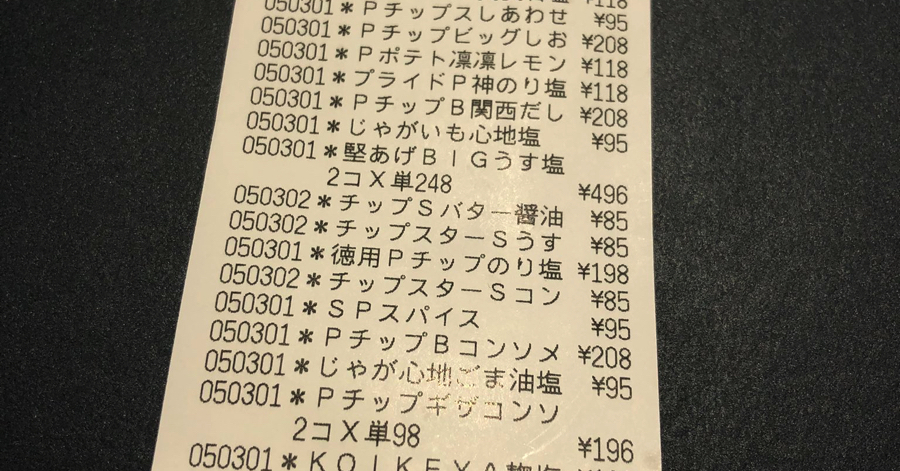 塩 ¥118
050301*Pチップスしあわせ ¥95
050301*Pチップビッグしお ¥208
050301*Pポテト凛凛レモン ¥118
050301*プライドP神のり塩 ¥118
050301*PチップB関西だし ¥208
050301*じゃがいも心地塩 ¥95
050301*堅あげBIGうす塩
2コX単248 ¥496
050302*チップSバター醤油 ¥85
050302*チップスターSうす ¥85
050301*徳用Pチップのり塩 ¥198
050302*チップスターSコン ¥85
050301*SPスパイス ¥95
050301*PチップBコンソメ ¥208
050301*じゃが心地ごま油塩 ¥95
050301*Pチップギザコンソ
2コX単98 ¥196
050301*KOIKEYA